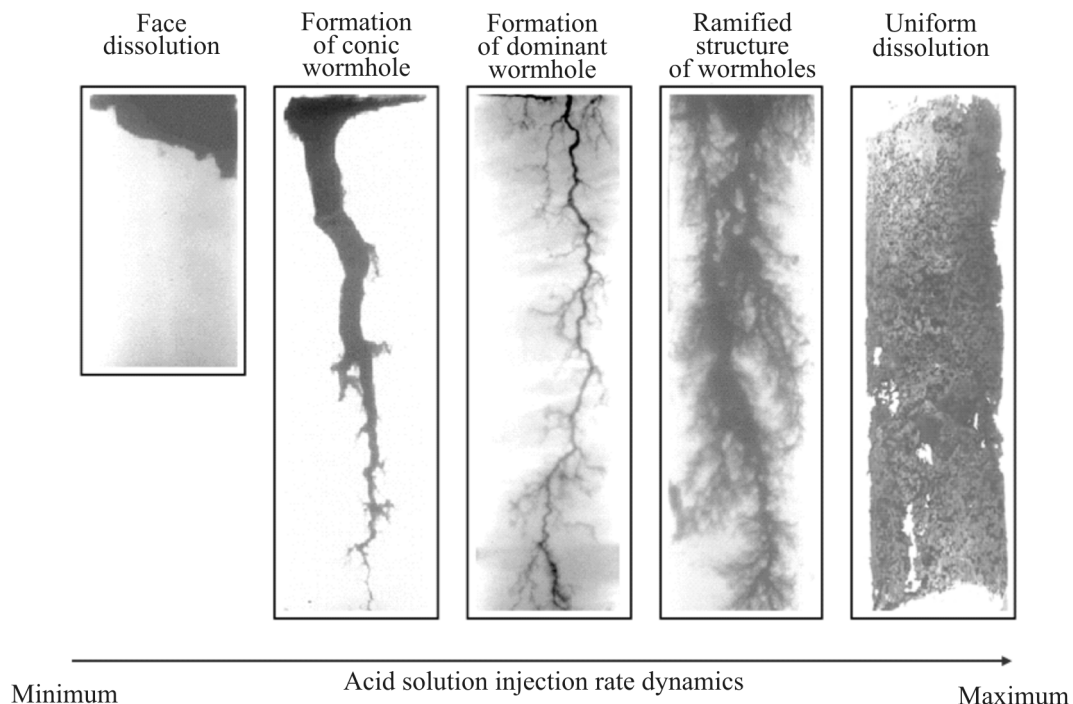 Face
dissolution
Formation
of conic
wormhole
Formation
of dominant
wormhole
Ramified
structure
of wormholes
Uniform
dissolution
Acid solution injection rate dynamics
Minimum
Maximum